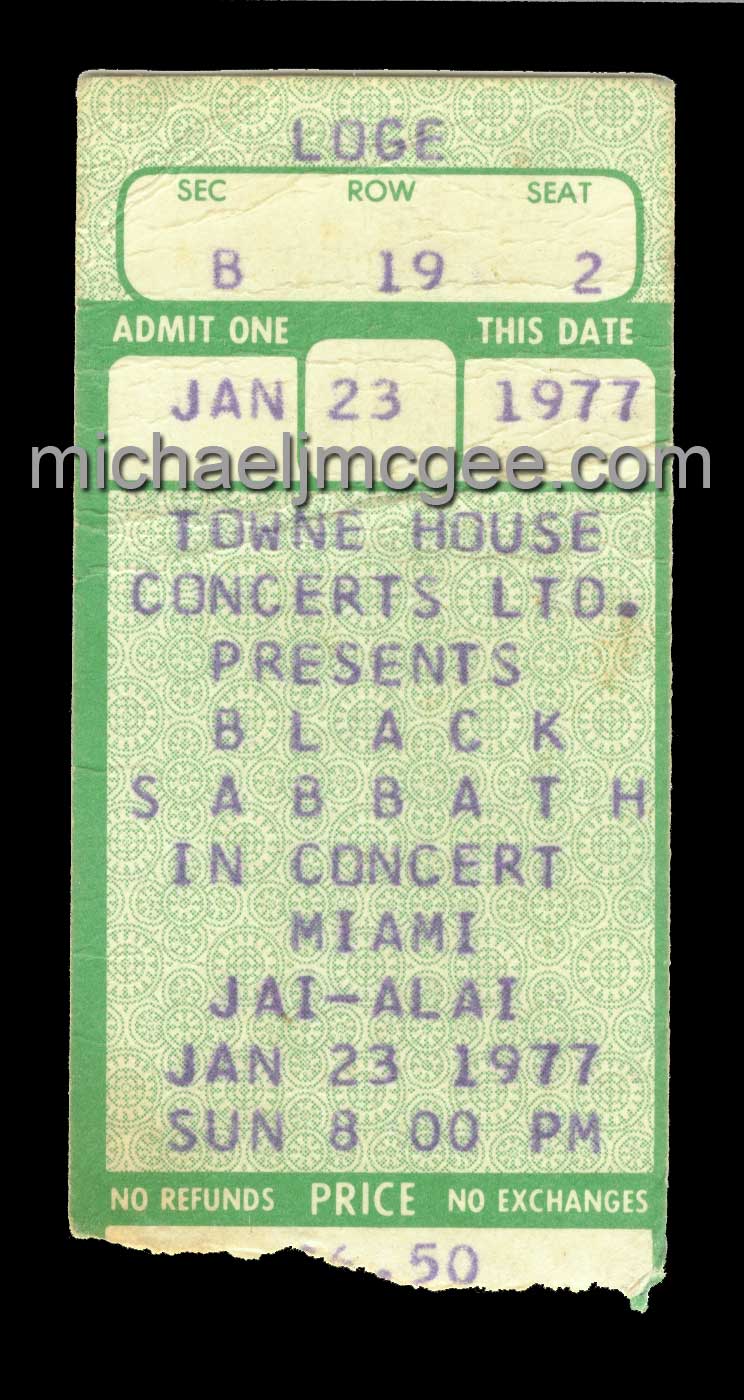 LOGE
SEC ROW SEAT
B 19 2
ADMIT ONE THIS DATE
JAN 23 1977
michaeljmcgee.com
TOWNE HOUSE
CONCERTS LTD.
PRESENTS
B L A C K
S A B B A T H
IN CONCERT
MIAMI
JAI-ALAI
JAN 23 1977
SUN 8 00 PM
NO REFUNDS PRICE NO EXCHANGES
.50